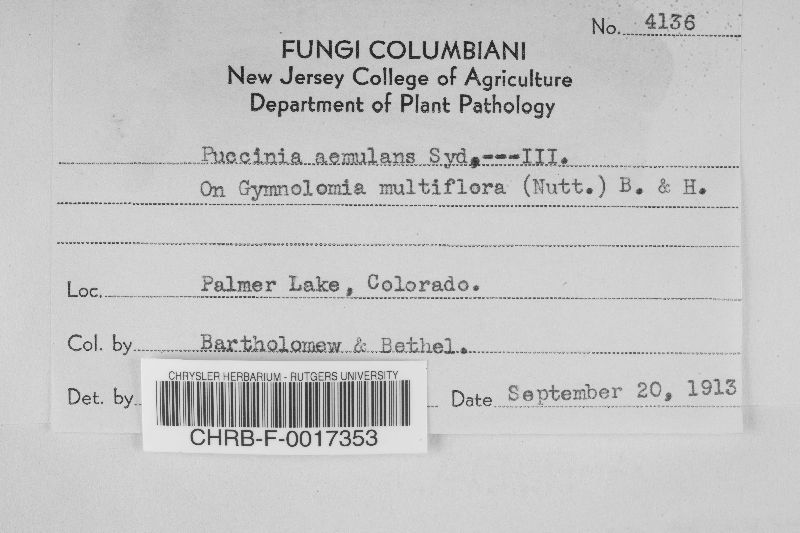 No. 4136
FUNGI COLUMBIANI
New Jersey College of Agriculture
Department of Plant Pathology
Puccinia aemulans Syd.---III.
On Gymnolomia multiflora (Nutt.) B. & H.
Loc. Palmer Lake, Colorado.
Col. by Bartholomew & Bethel.
Det. by
Date September 20, 1913
CHRYSLER HERBARIUM - RUTGERS UNIVERSITY
CHRB-F-0017353